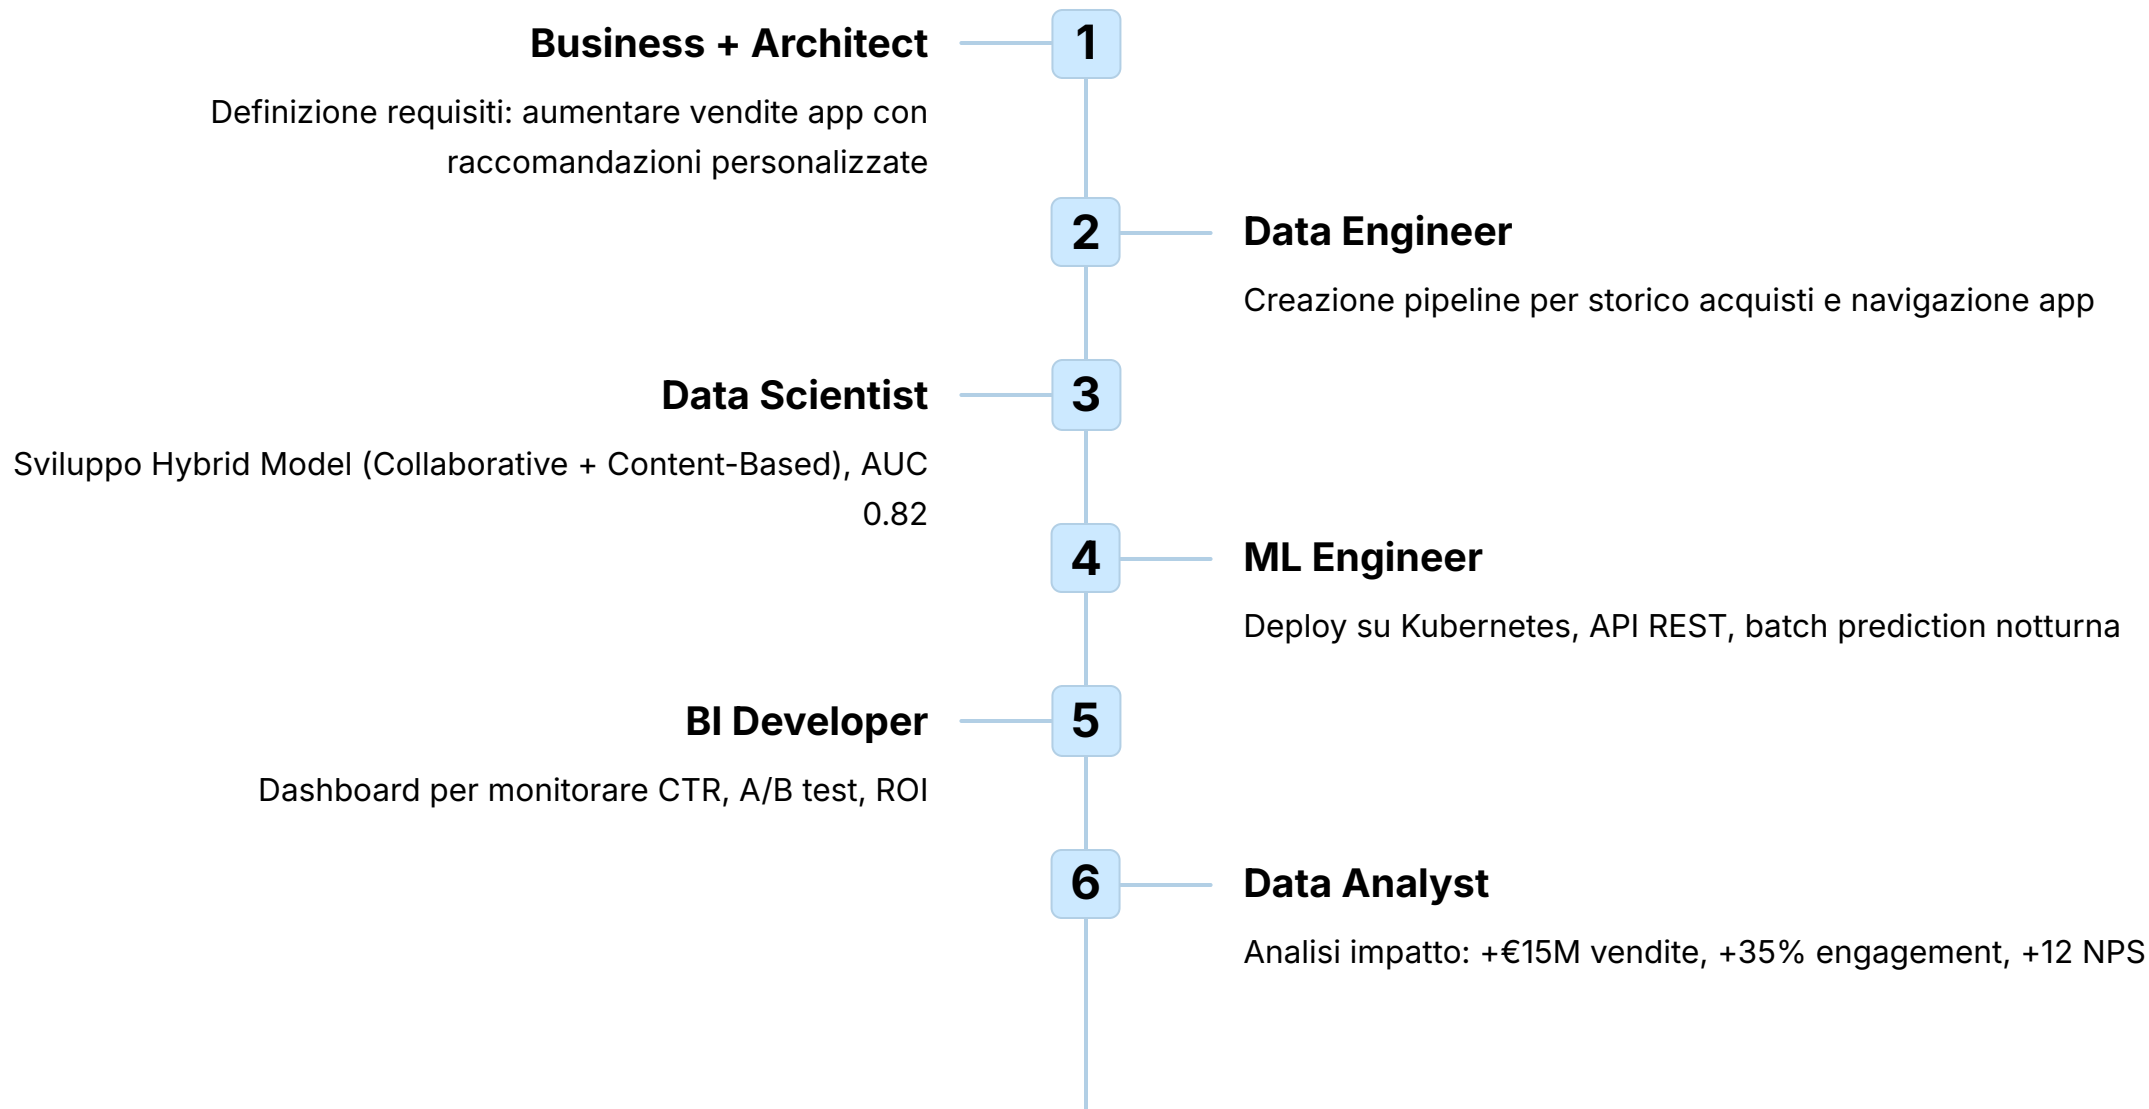 1
Business + Architect
Definizione requisiti: aumentare vendite app con
raccomandazioni personalizzate
2
Data Engineer
Creazione pipeline per storico acquisti e navigazione app
3
Data Scientist
Sviluppo Hybrid Model (Collaborative + Content-Based), AUC
0.82
4
ML Engineer
Deploy su Kubernetes, API REST, batch prediction notturna
5
BI Developer
Dashboard per monitorare CTR, A/B test, ROI
6
Data Analyst
Analisi impatto: +€15M vendite, +35% engagement, +12 NPS